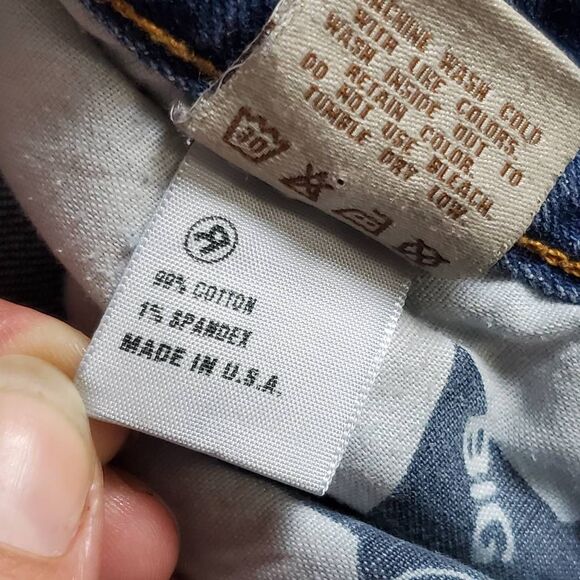 MACHINE WASH COLD
WITH LIKE COLORS.
WASH INSIDE OUT TO
RETAIN COLOR.
DO NOT USE BLEACH.
TUMBLE DRY LOW.
30
99% COTTON
1% SPANDEX
MADE IN U.S.A.
BIG